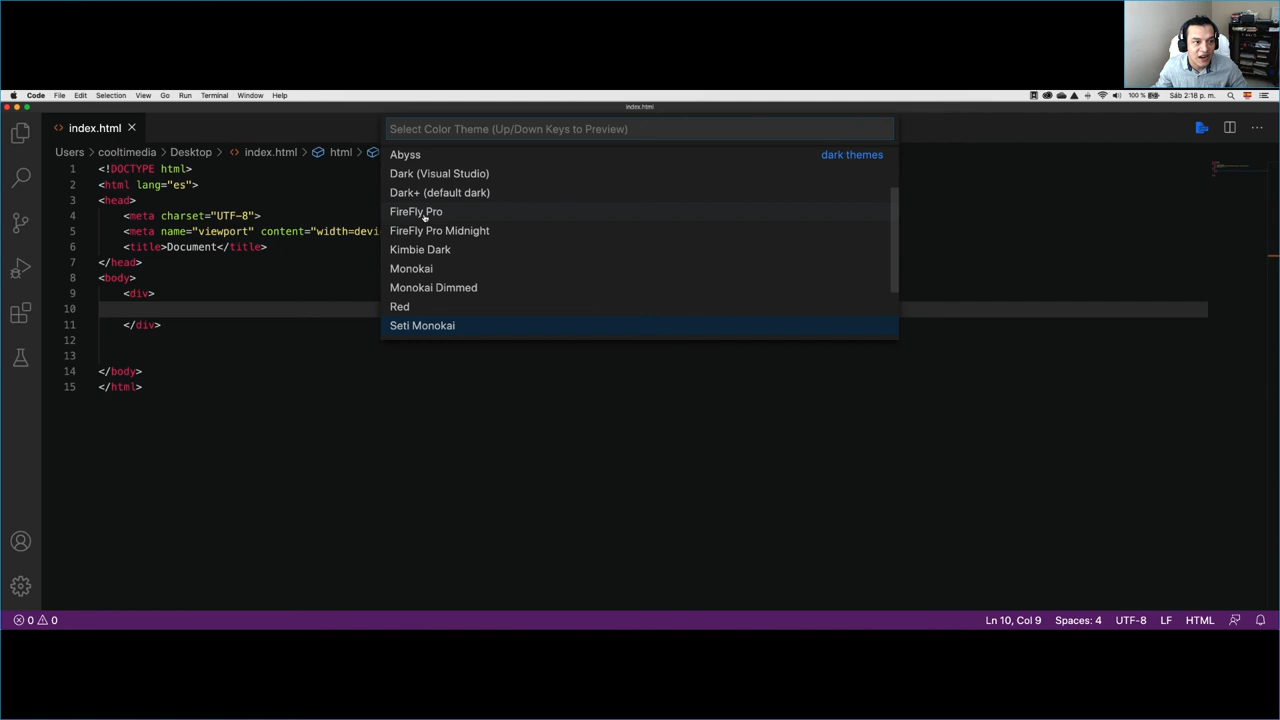 Code File Edit Selection View Go Run Terminal Window Help 100 % Sáb 2:18 p. m.
index.html
index.html
Select Color Theme (Up/Down Keys to Preview)
Users > cooltimedia > Desktop > index.html > html >
Abyss dark themes
Dark (Visual Studio)
Dark+ (default dark)
FireFly Pro
FireFly Pro Midnight
Kimbie Dark
Monokai
Monokai Dimmed
Red
Seti Monokai
1 <!DOCTYPE html>
2 <html lang="es">
3 <head>
4 <meta charset="UTF-8">
5 <meta name="viewport" content="width=devi
6 <title>Document</title>
7 </head>
8 <body>
9 <div>
10
11 </div>
12
13
14 </body>
15 </html>
0 0 Ln 10, Col 9 Spaces: 4 UTF-8 LF HTML